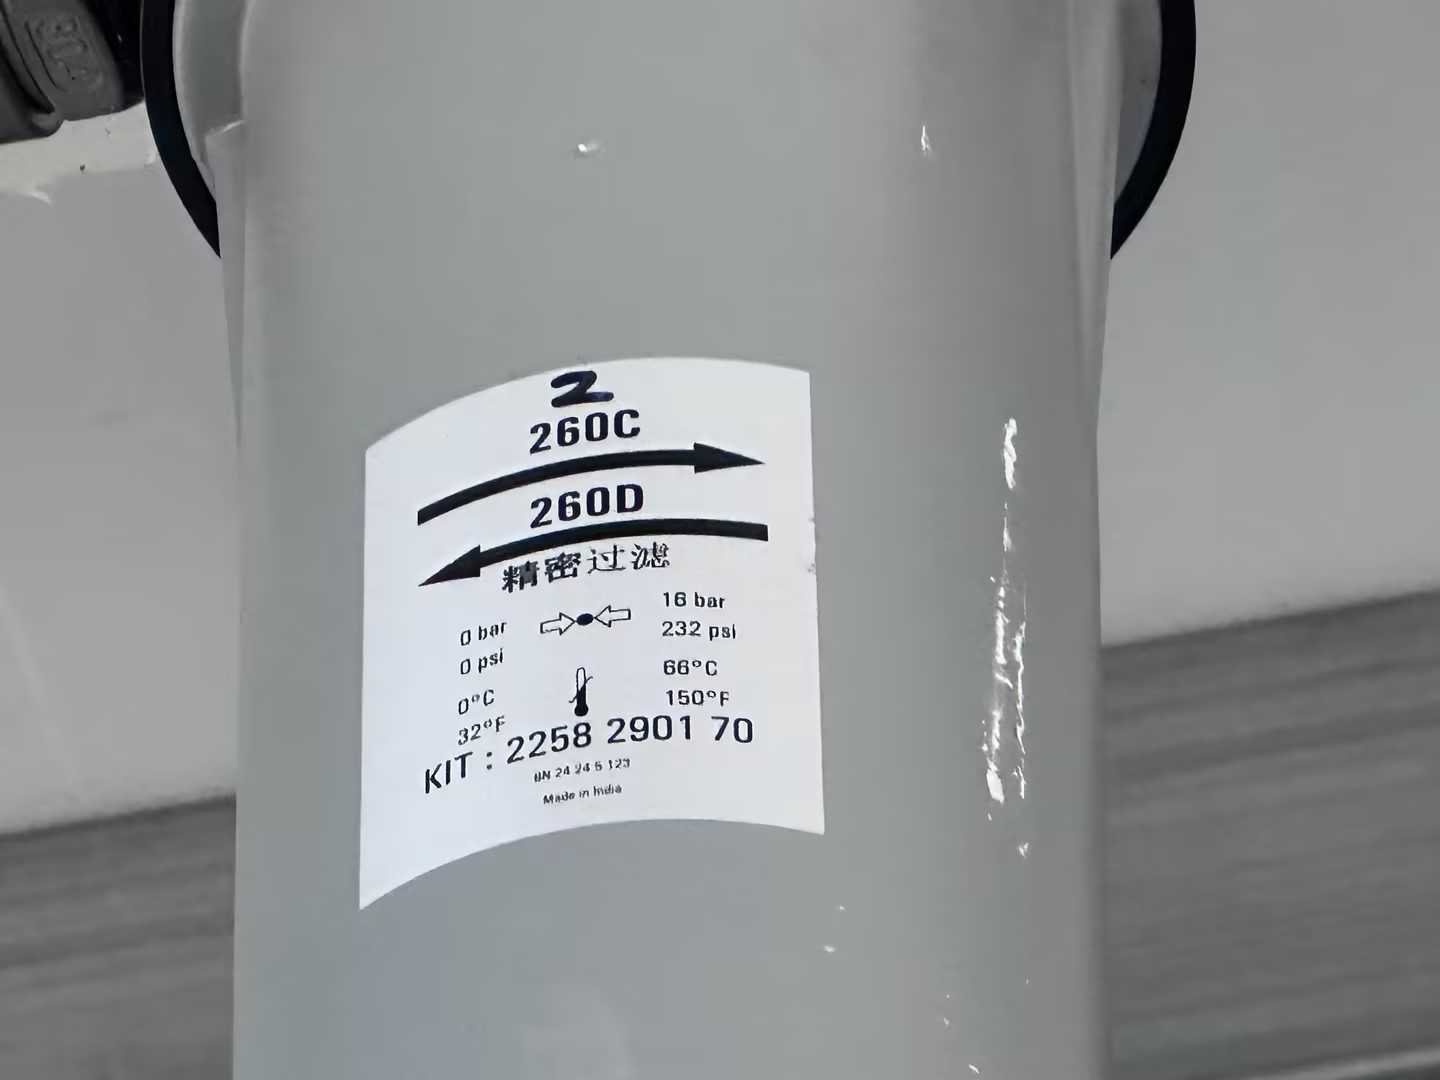 2
260C
260D
精密过滤
0 bar
0 psi
16 bar
232 psi
0°C
32°F
66°C
150°F
KIT : 2258 2901 70
Made in India